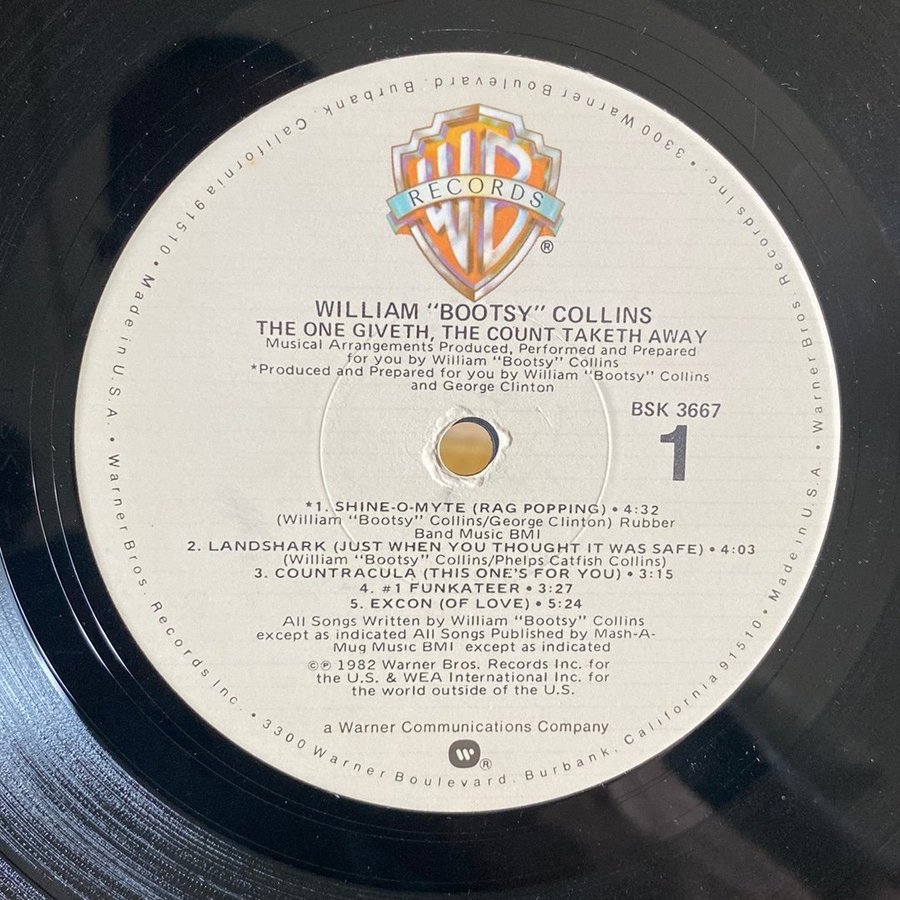 WB
RECORDS
®
WILLIAM "BOOTSY" COLLINS
THE ONE GIVETH, THE COUNT TAKETH AWAY
Musical Arrangements Produced, Performed and Prepared
for you by William "Bootsy" Collins
*Produced and Prepared for you by William "Bootsy" Collins
and George Clinton
BSK 3667
1
*1. SHINE-O-MYTE (RAG POPPING) • 4:32
(William "Bootsy" Collins/George Clinton) Rubber
Band Music BMI
2. LANDSHARK (JUST WHEN YOU THOUGHT IT WAS SAFE) • 4:03
(William "Bootsy" Collins/Phelps Catfish Collins)
3. COUNTRACULA (THIS ONE'S FOR YOU) • 3:15
4. #1 FUNKATEER • 3:27
5. EXCON (OF LOVE) • 5:24
All Songs Written by William "Bootsy" Collins
except as indicated All Songs Published by Mash-A-
Mug Music BMI except as indicated
©℗ 1982 Warner Bros. Records Inc. for
the U.S. & WEA International Inc. for
the world outside of the U.S.
a Warner Communications Company
®
Made in U.S.A. • Warner Bros. Records Inc. • 3300 Warner Boulevard, Burbank, California 91510 • Made in U.S.A. • Warner Bros. Records Inc. • 3300 Warner Boulevard, Burbank, California 91510 •